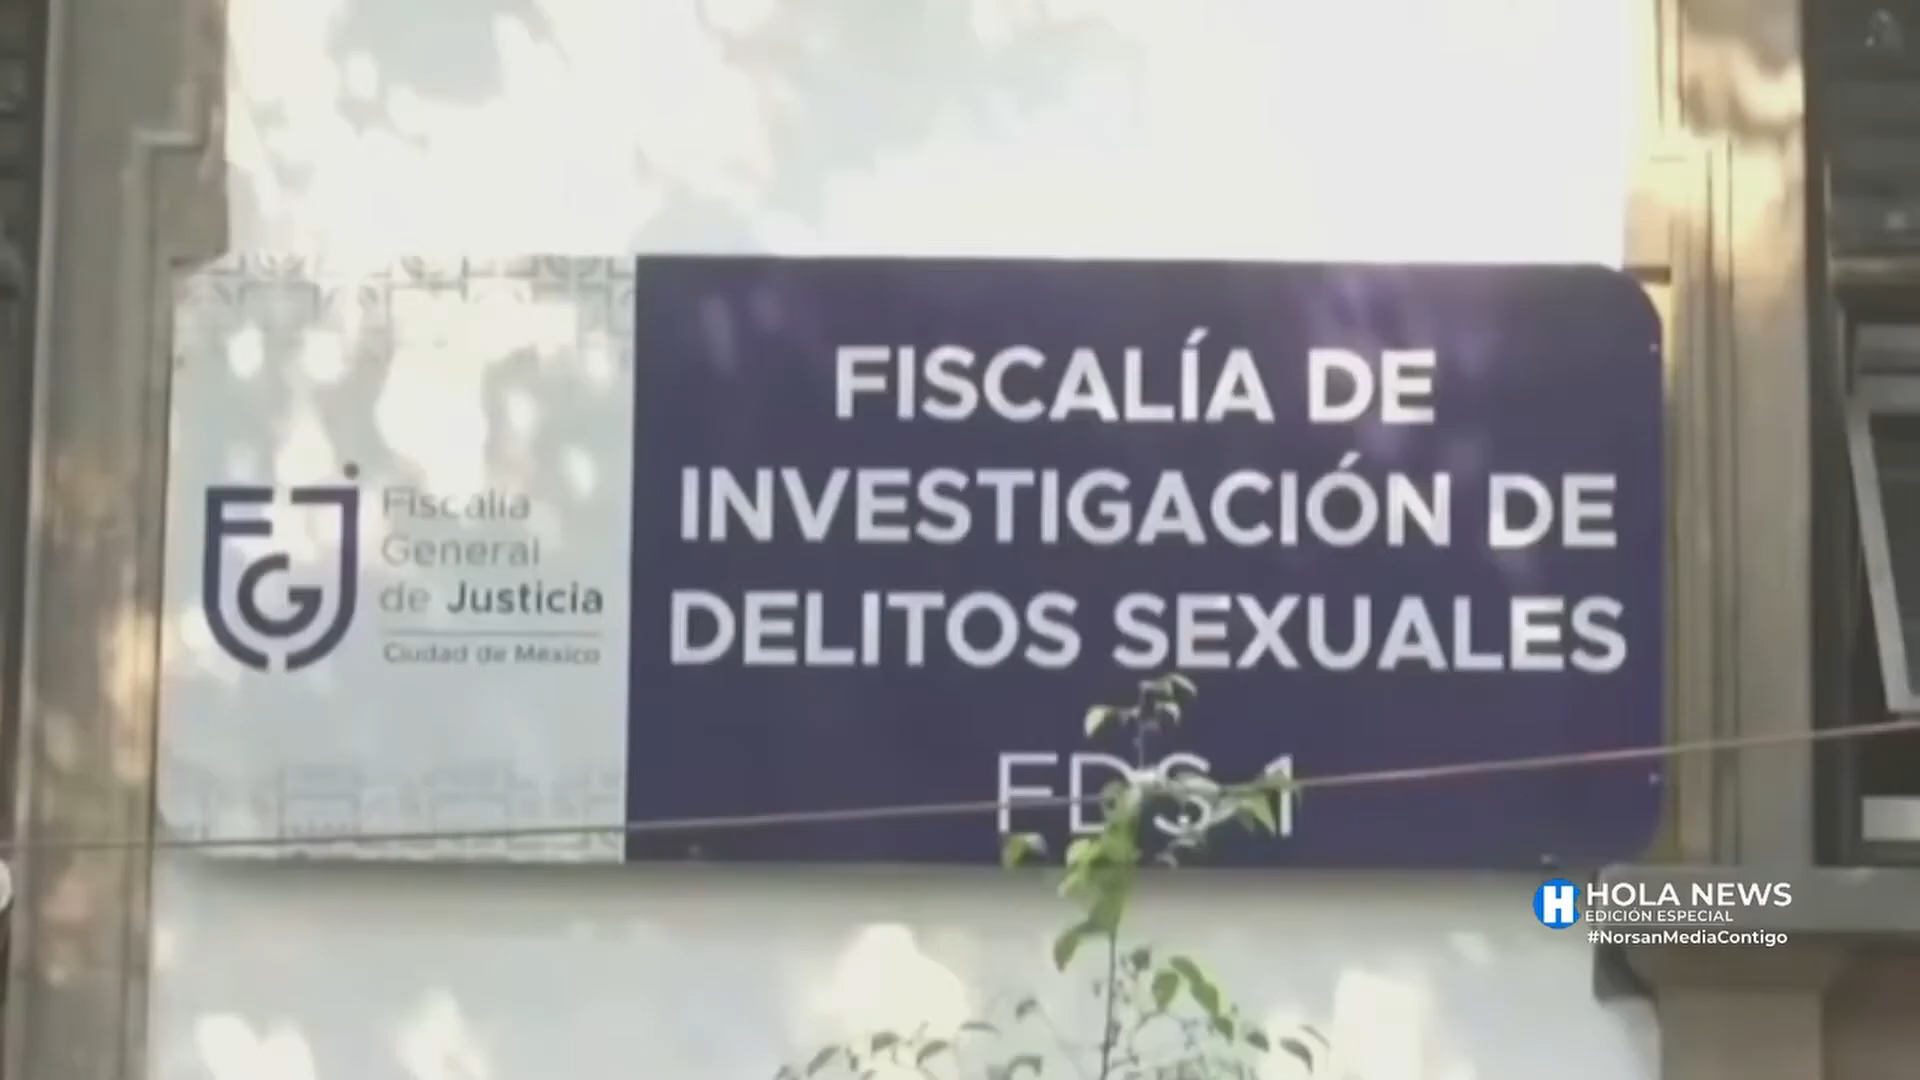 Fiscalía
General
de Justicia
Ciudad de México
FISCALÍA DE
INVESTIGACIÓN DE
DELITOS SEXUALES
FDS 1
HOLA NEWS
EDICIÓN ESPECIAL
#NorsanMediaContigo